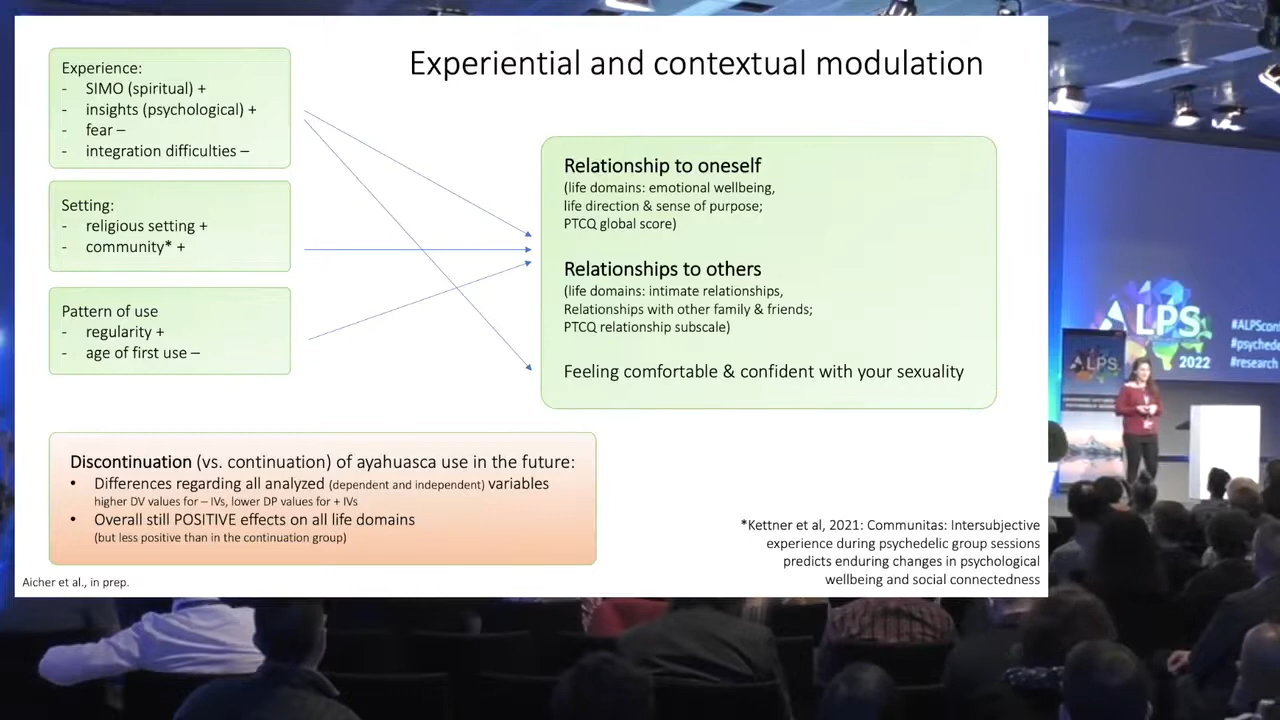 Experiential and contextual modulation
Experience:
- SIMO (spiritual) +
- insights (psychological) +
- fear –
- integration difficulties –
Setting:
- religious setting +
- community* +
Pattern of use
- regularity +
- age of first use –
Relationship to oneself
(life domains: emotional wellbeing,
life direction & sense of purpose;
PTCQ global score)
Relationships to others
(life domains: intimate relationships,
Relationships with other family & friends;
PTCQ relationship subscale)
Feeling comfortable & confident with your sexuality
Discontinuation (vs. continuation) of ayahuasca use in the future:
• Differences regarding all analyzed (dependent and independent) variables
higher DV values for – IVs, lower DP values for + IVs
• Overall still POSITIVE effects on all life domains
(but less positive than in the continuation group)
*Kettner et al, 2021: Communitas: Intersubjective
experience during psychedelic group sessions
predicts enduring changes in psychological
wellbeing and social connectedness
Aicher et al., in prep.
ALPS
2022
#ALPScon
#psychede
#research
ALPS